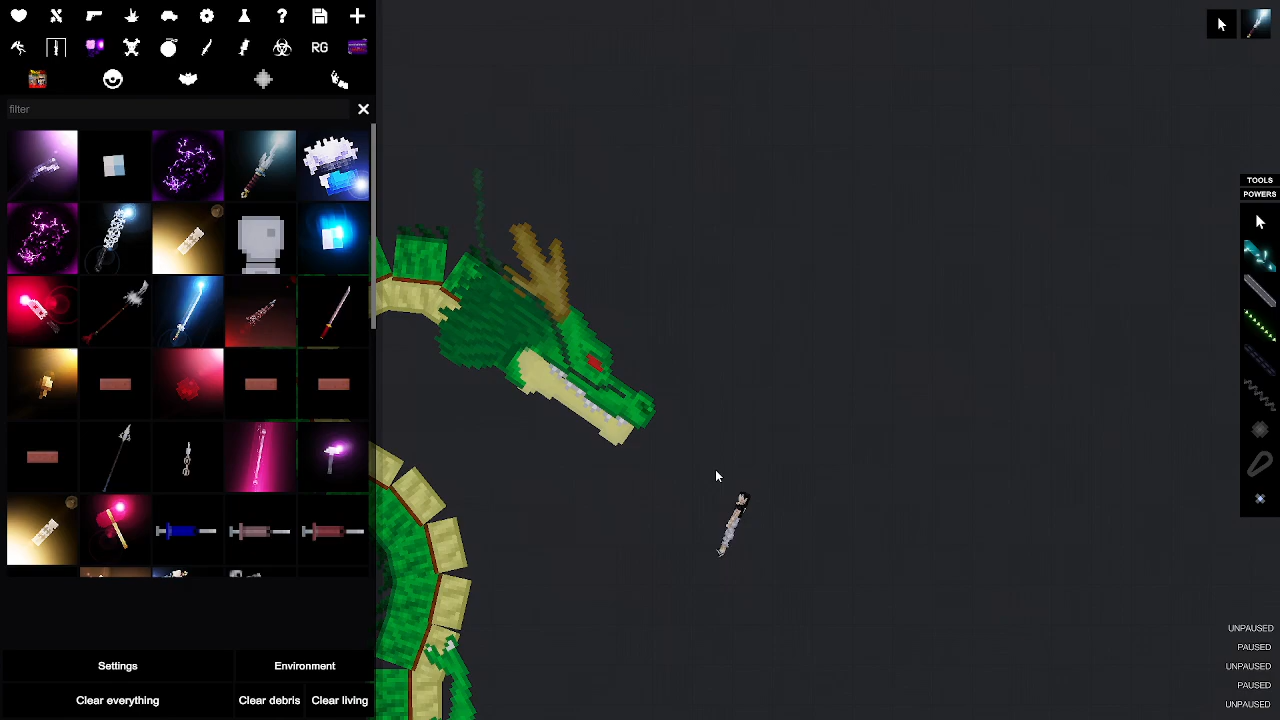 RG
filter
TOOLS
POWERS
Settings
Environment
Clear everything
Clear debris
Clear living
UNPAUSED
PAUSED
UNPAUSED
PAUSED
UNPAUSED